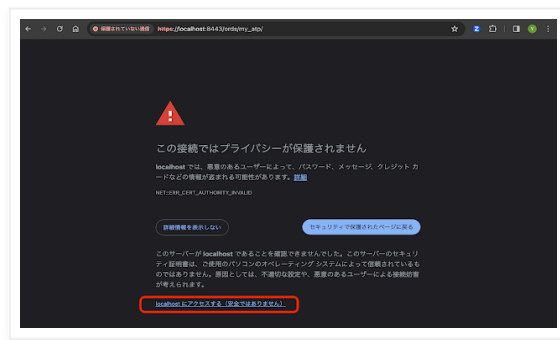 保護されていない通信 https://localhost:8443/ords/my_atp/
この接続ではプライバシーが保護されません
localhost では、悪意のあるユーザーによって、パスワード、メッセージ、クレジット カ
ードなどの情報が盗まれる可能性があります。詳細
NET::ERR_CERT_AUTHORITY_INVALID
詳細情報を表示しない セキュリティで保護されたページに戻る
このサーバーが localhost であることを確認できませんでした。このサーバーのセキュリ
ティ証明書は、ご使用のパソコンのオペレーティング システムによって信頼されているも
のではありません。原因としては、不適切な設定や、悪意のあるユーザーによる接続妨害
が考えられます。
localhost にアクセスする（安全ではありません）